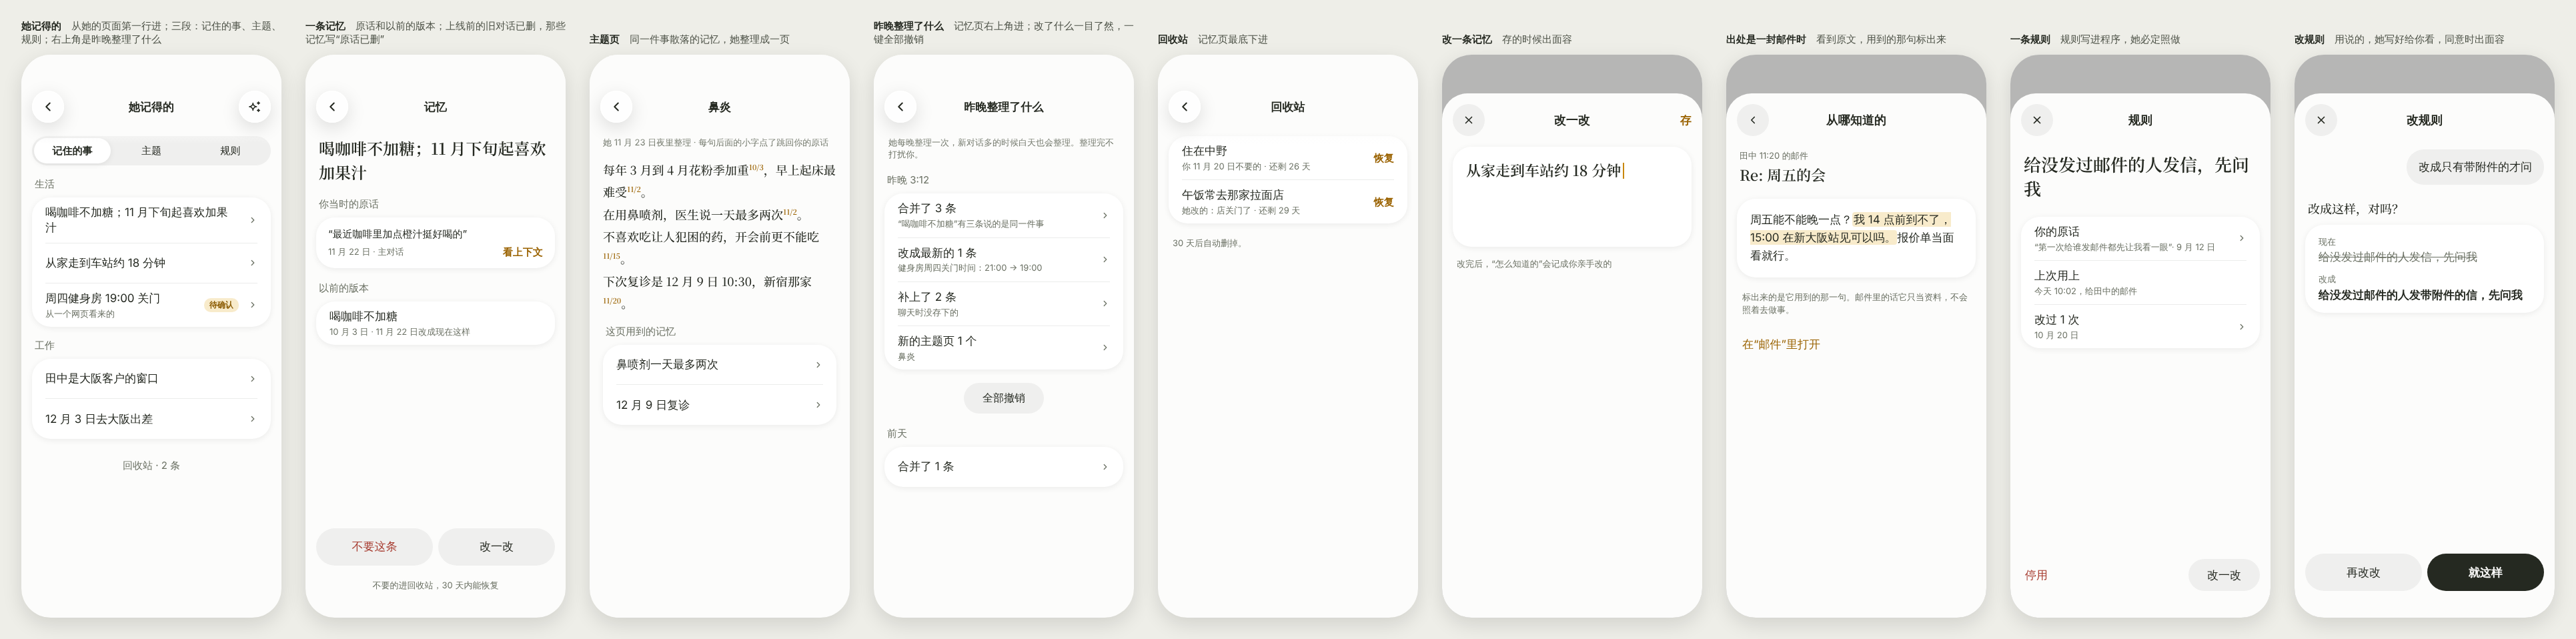 她记得的 从她的页面第一行进；三段：记住的事、主题、
规则；右上角是昨晚整理了什么
她记得的
记住的事
主题
规则
生活
喝咖啡不加糖；11 月下旬起喜欢加果
汁
从家走到车站约 18 分钟
周四健身房 19:00 关门
从一个网页看来的
待确认
工作
田中是大阪客户的窗口
12 月 3 日去大阪出差
回收站 · 2 条
一条记忆 原话和以前的版本；上线前的旧对话已删，那些
记忆写“原话已删”
记忆
喝咖啡不加糖；11 月下旬起喜欢
加果汁
你当时的原话
“最近咖啡里加点橙汁挺好喝的”
11 月 22 日 · 主对话
看上下文
以前的版本
喝咖啡不加糖
10 月 3 日 · 11 月 22 日改成现在这样
不要这条
改一改
不要的进回收站，30 天内能恢复
主题页 同一件事散落的记忆，她整理成一页
鼻炎
她 11 月 23 日夜里整理 · 每句后面的小字点了跳回你的原话
每年 3 月到 4 月花粉季加重10/3，早上起床最
难受11/2。
在用鼻喷剂，医生说一天最多两次11/2。
不喜欢吃让人犯困的药，开会前更不能吃
11/15。
下次复诊是 12 月 9 日 10:30，新宿那家
11/20。
这页用到的记忆
鼻喷剂一天最多两次
12 月 9 日复诊
昨晚整理了什么 记忆页右上角进；改了什么一目了然，一
键全部撤销
昨晚整理了什么
她每晚整理一次，新对话多的时候白天也会整理。整理完不
打扰你。
昨晚 3:12
合并了 3 条
“喝咖啡不加糖”有三条说的是同一件事
改成最新的 1 条
健身房周四关门时间：21:00 → 19:00
补上了 2 条
聊天时没存下的
新的主题页 1 个
鼻炎
全部撤销
前天
合并了 1 条
回收站 记忆页最底下进
回收站
住在中野
你 11 月 20 日不要的 · 还剩 26 天
恢复
午饭常去那家拉面店
她改的：店关门了 · 还剩 29 天
恢复
30 天后自动删掉。
改一条记忆 存的时候出面容
改一改
存
从家走到车站约 18 分钟
改完后，“怎么知道的”会记成你亲手改的
出处是一封邮件时 看到原文，用到的那句标出来
从哪知道的
田中 11:20 的邮件
Re: 周五的会
周五能不能晚一点？我 14 点前到不了，
15:00 在新大阪站见可以吗。报价单当面
看就行。
标出来的是它用到的那一句。邮件里的话它只当资料，不会
照着去做事。
在“邮件”里打开
一条规则 规则写进程序，她必定照做
规则
给没发过邮件的人发信，先问
我
你的原话
“第一次给谁发邮件都先让我看一眼” · 9 月 12 日
上次用上
今天 10:02，给田中的邮件
改过 1 次
10 月 20 日
停用
改一改
改规则 用说的，她写好给你看，同意时出面容
改规则
改成只有带附件的才问
改成这样，对吗？
现在
给没发过邮件的人发信，先问我
改成
给没发过邮件的人发带附件的信，先问我
再改改
就这样